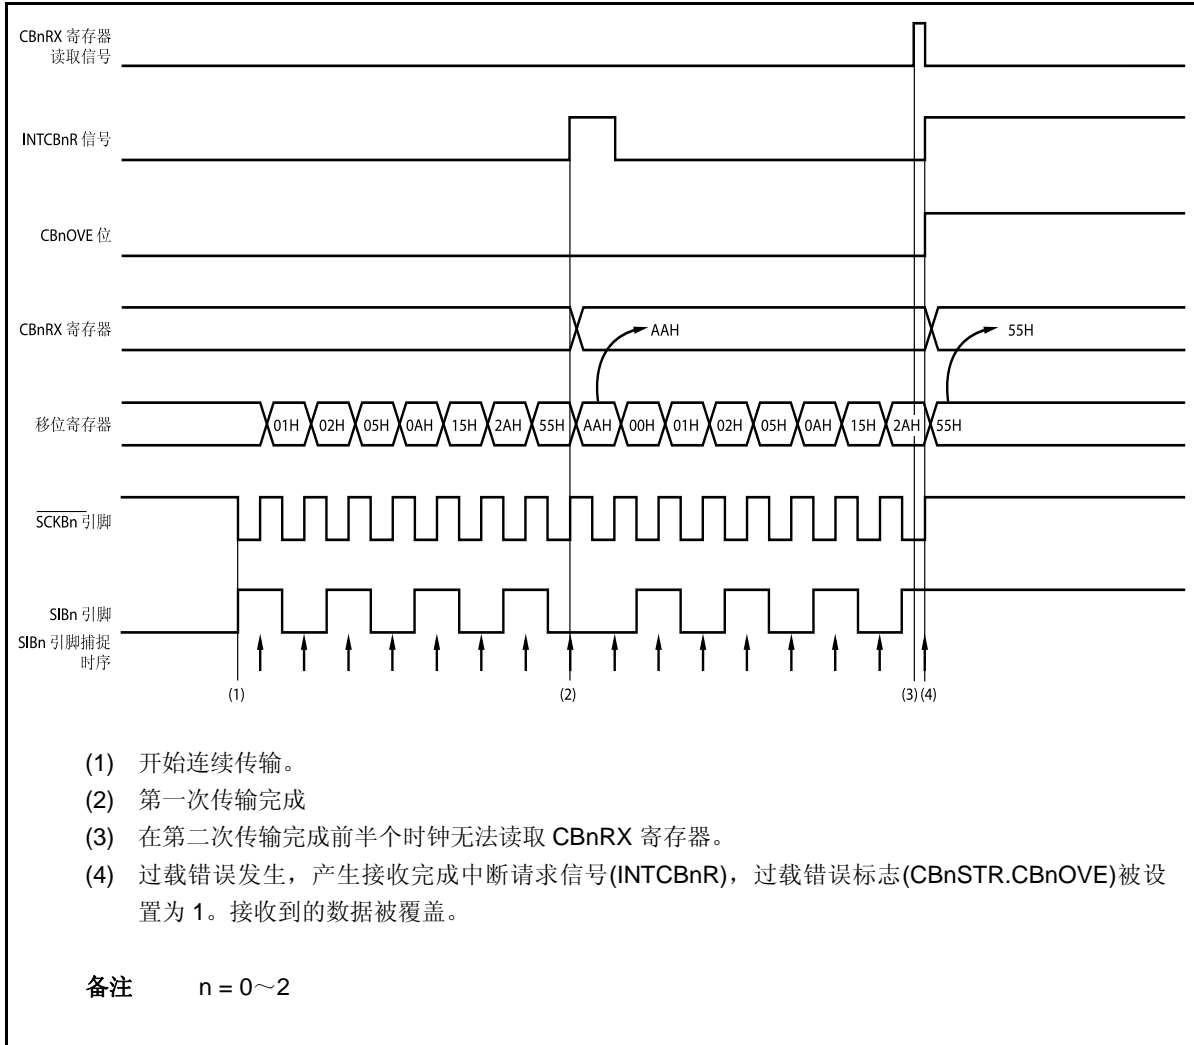 CBnRX 寄存器
读取信号
INTCBnR 信号
CBnOVE 位
CBnRX 寄存器
AAH
55H
移位寄存器
01H 02H 05H 0AH 15H 2AH 55H AAH 00H 01H 02H 05H 0AH 15H 2AH 55H
SCKBn 引脚
SIBn 引脚
SIBn 引脚捕捉
时序
(1) (2) (3) (4)
(1) 开始连续传输。
(2) 第一次传输完成
(3) 在第二次传输完成前半个时钟无法读取 CBnRX 寄存器。
(4) 过载错误发生，产生接收完成中断请求信号(INTCBnR)，过载错误标志(CBnSTR.CBnOVE)被设
置为 1。接收到的数据被覆盖。
备注 n = 0～2